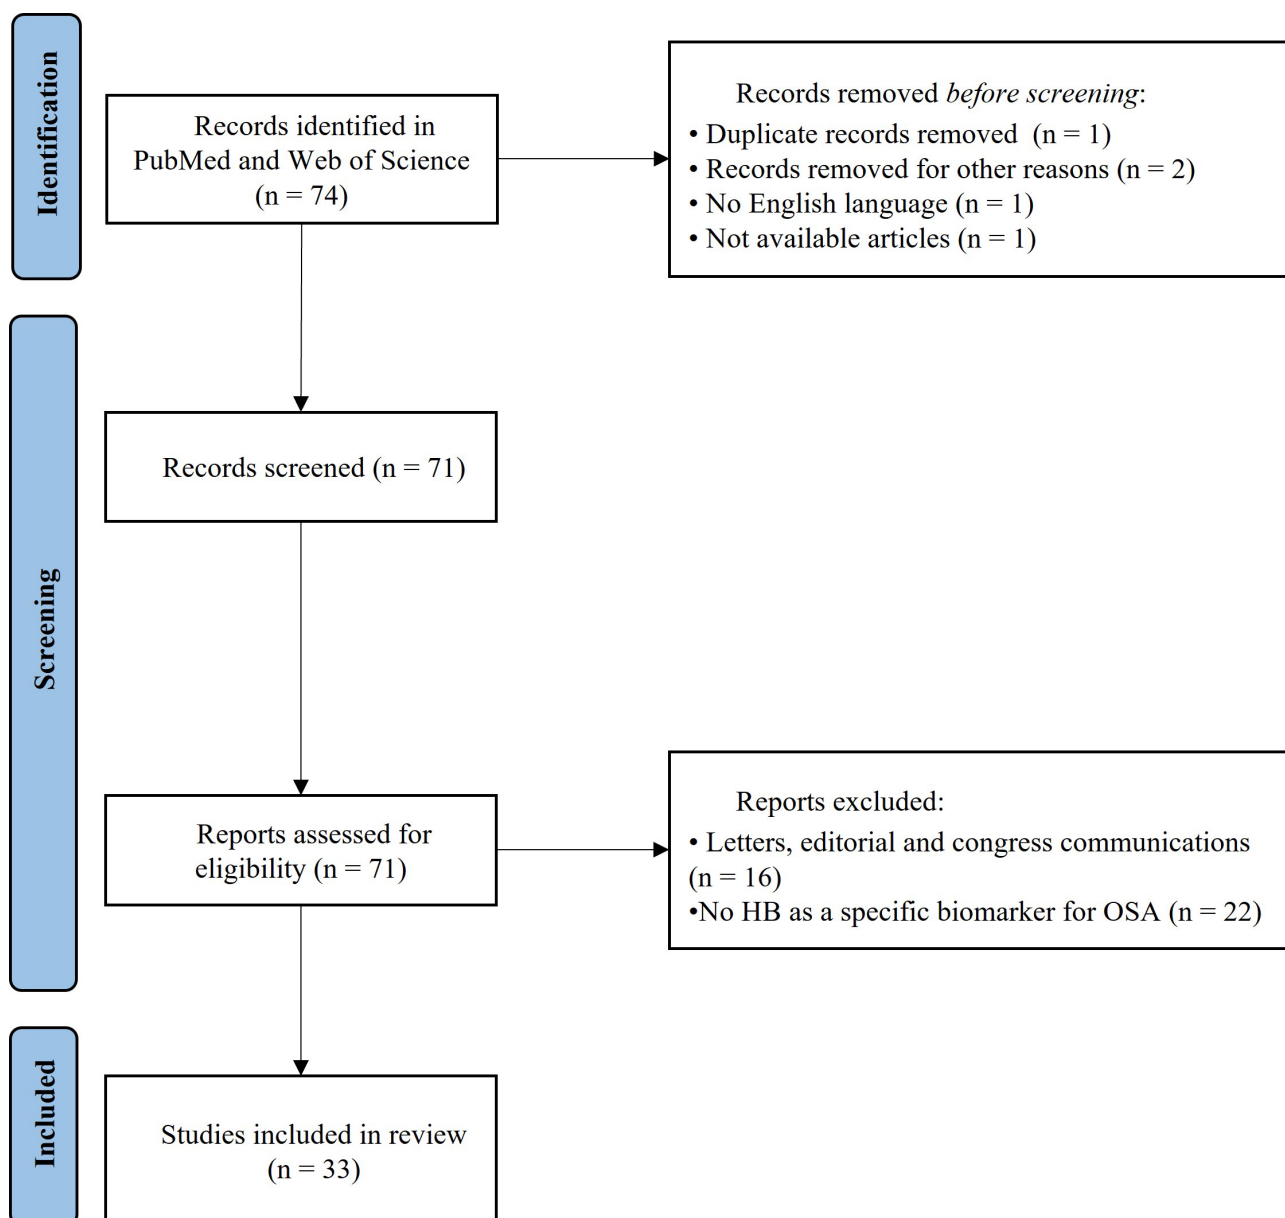 Identification
Records identified in
PubMed and Web of Science
(n = 74)
Records removed before screening:
• Duplicate records removed  (n = 1)
• Records removed for other reasons (n = 2)
• No English language (n = 1)
• Not available articles (n = 1)
Screening
Records screened (n = 71)
Reports assessed for
eligibility (n = 71)
Reports excluded:
• Letters, editorial and congress communications
(n = 16)
•No HB as a specific biomarker for OSA (n = 22)
Included
Studies included in review
(n = 33)